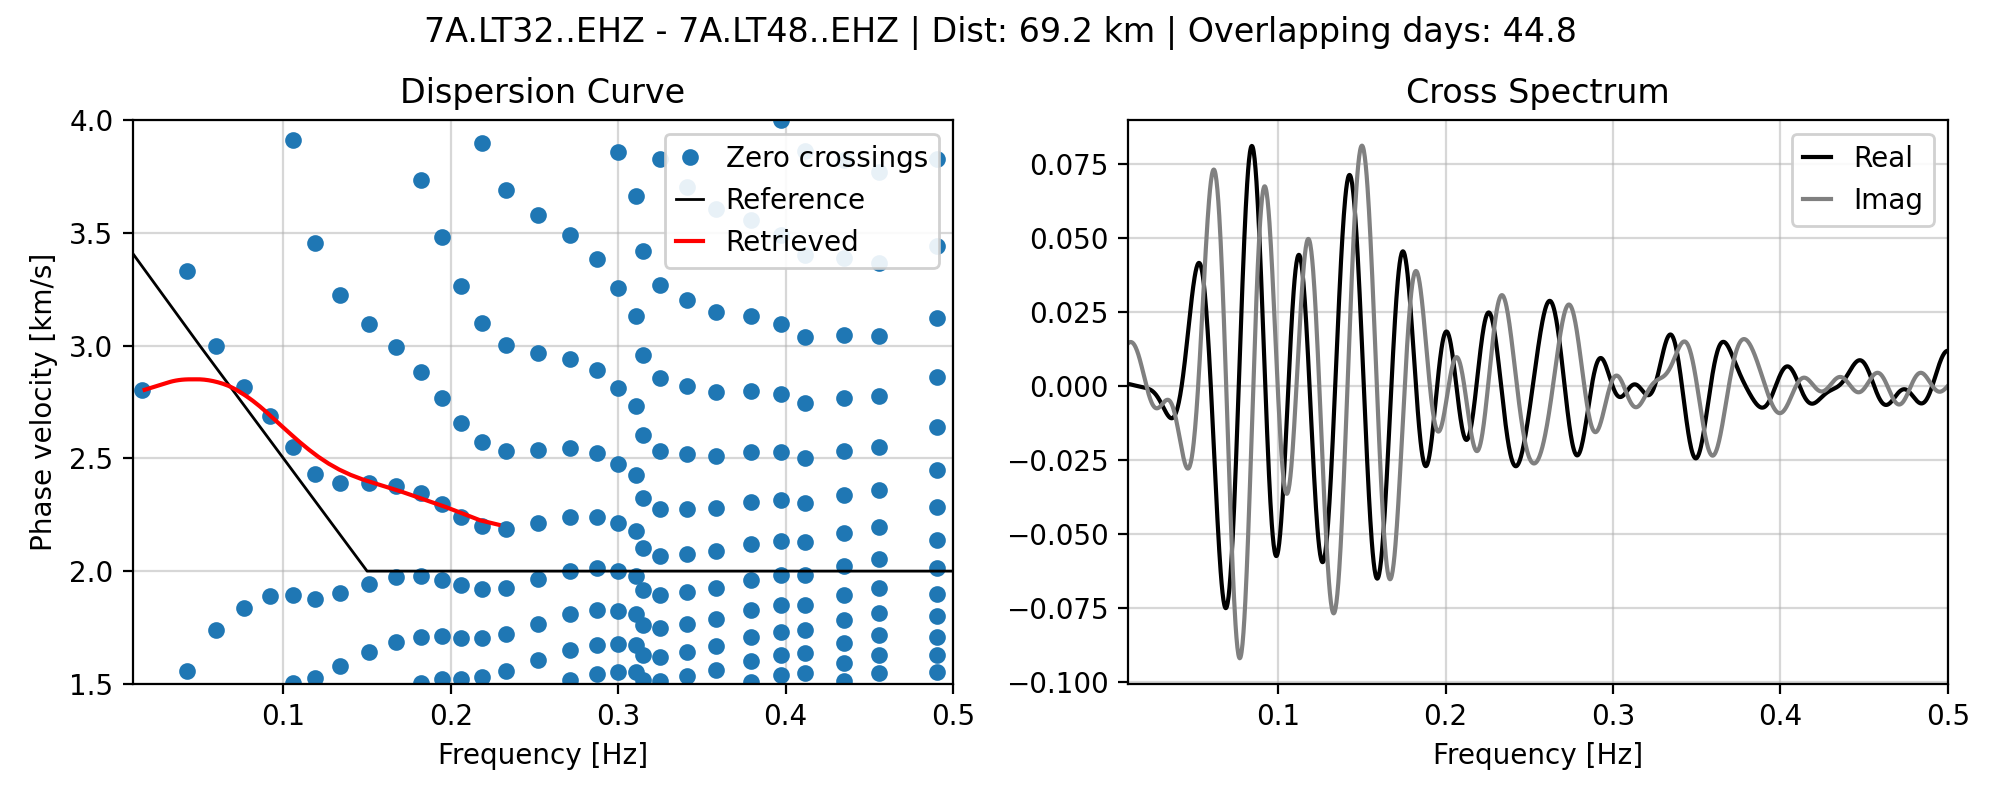 7A.LT32..EHZ - 7A.LT48..EHZ | Dist: 69.2 km | Overlapping days: 44.8
Dispersion Curve
4.0
3.5
3.0
2.5
2.0
1.5
Phase velocity [km/s]
Zero crossings
Reference
Retrieved
0.1 0.2 0.3 0.4 0.5
Frequency [Hz]
Cross Spectrum
0.075
0.050
0.025
0.000
−0.025
−0.050
−0.075
−0.100
Real
Imag
0.1 0.2 0.3 0.4 0.5
Frequency [Hz]